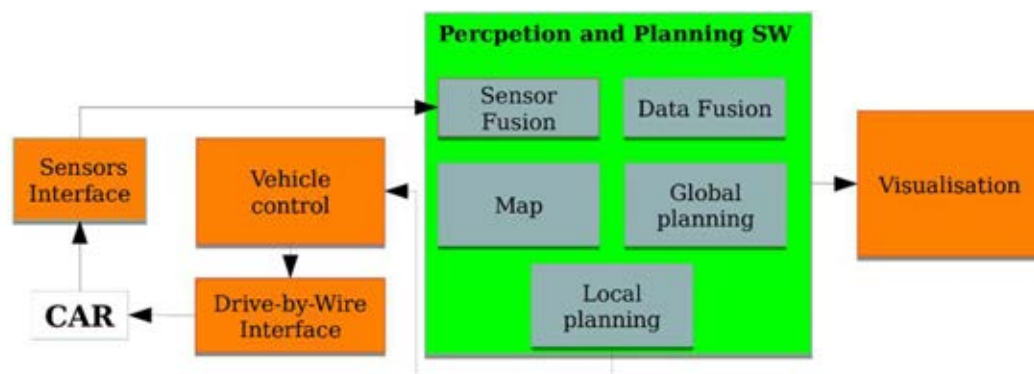 Percpetion and Planning SW
Sensor
Fusion
Data Fusion
Sensors
Interface
Vehicle
control
Map
Global
planning
Visualisation
CAR
Drive-by-Wire
Interface
Local
planning